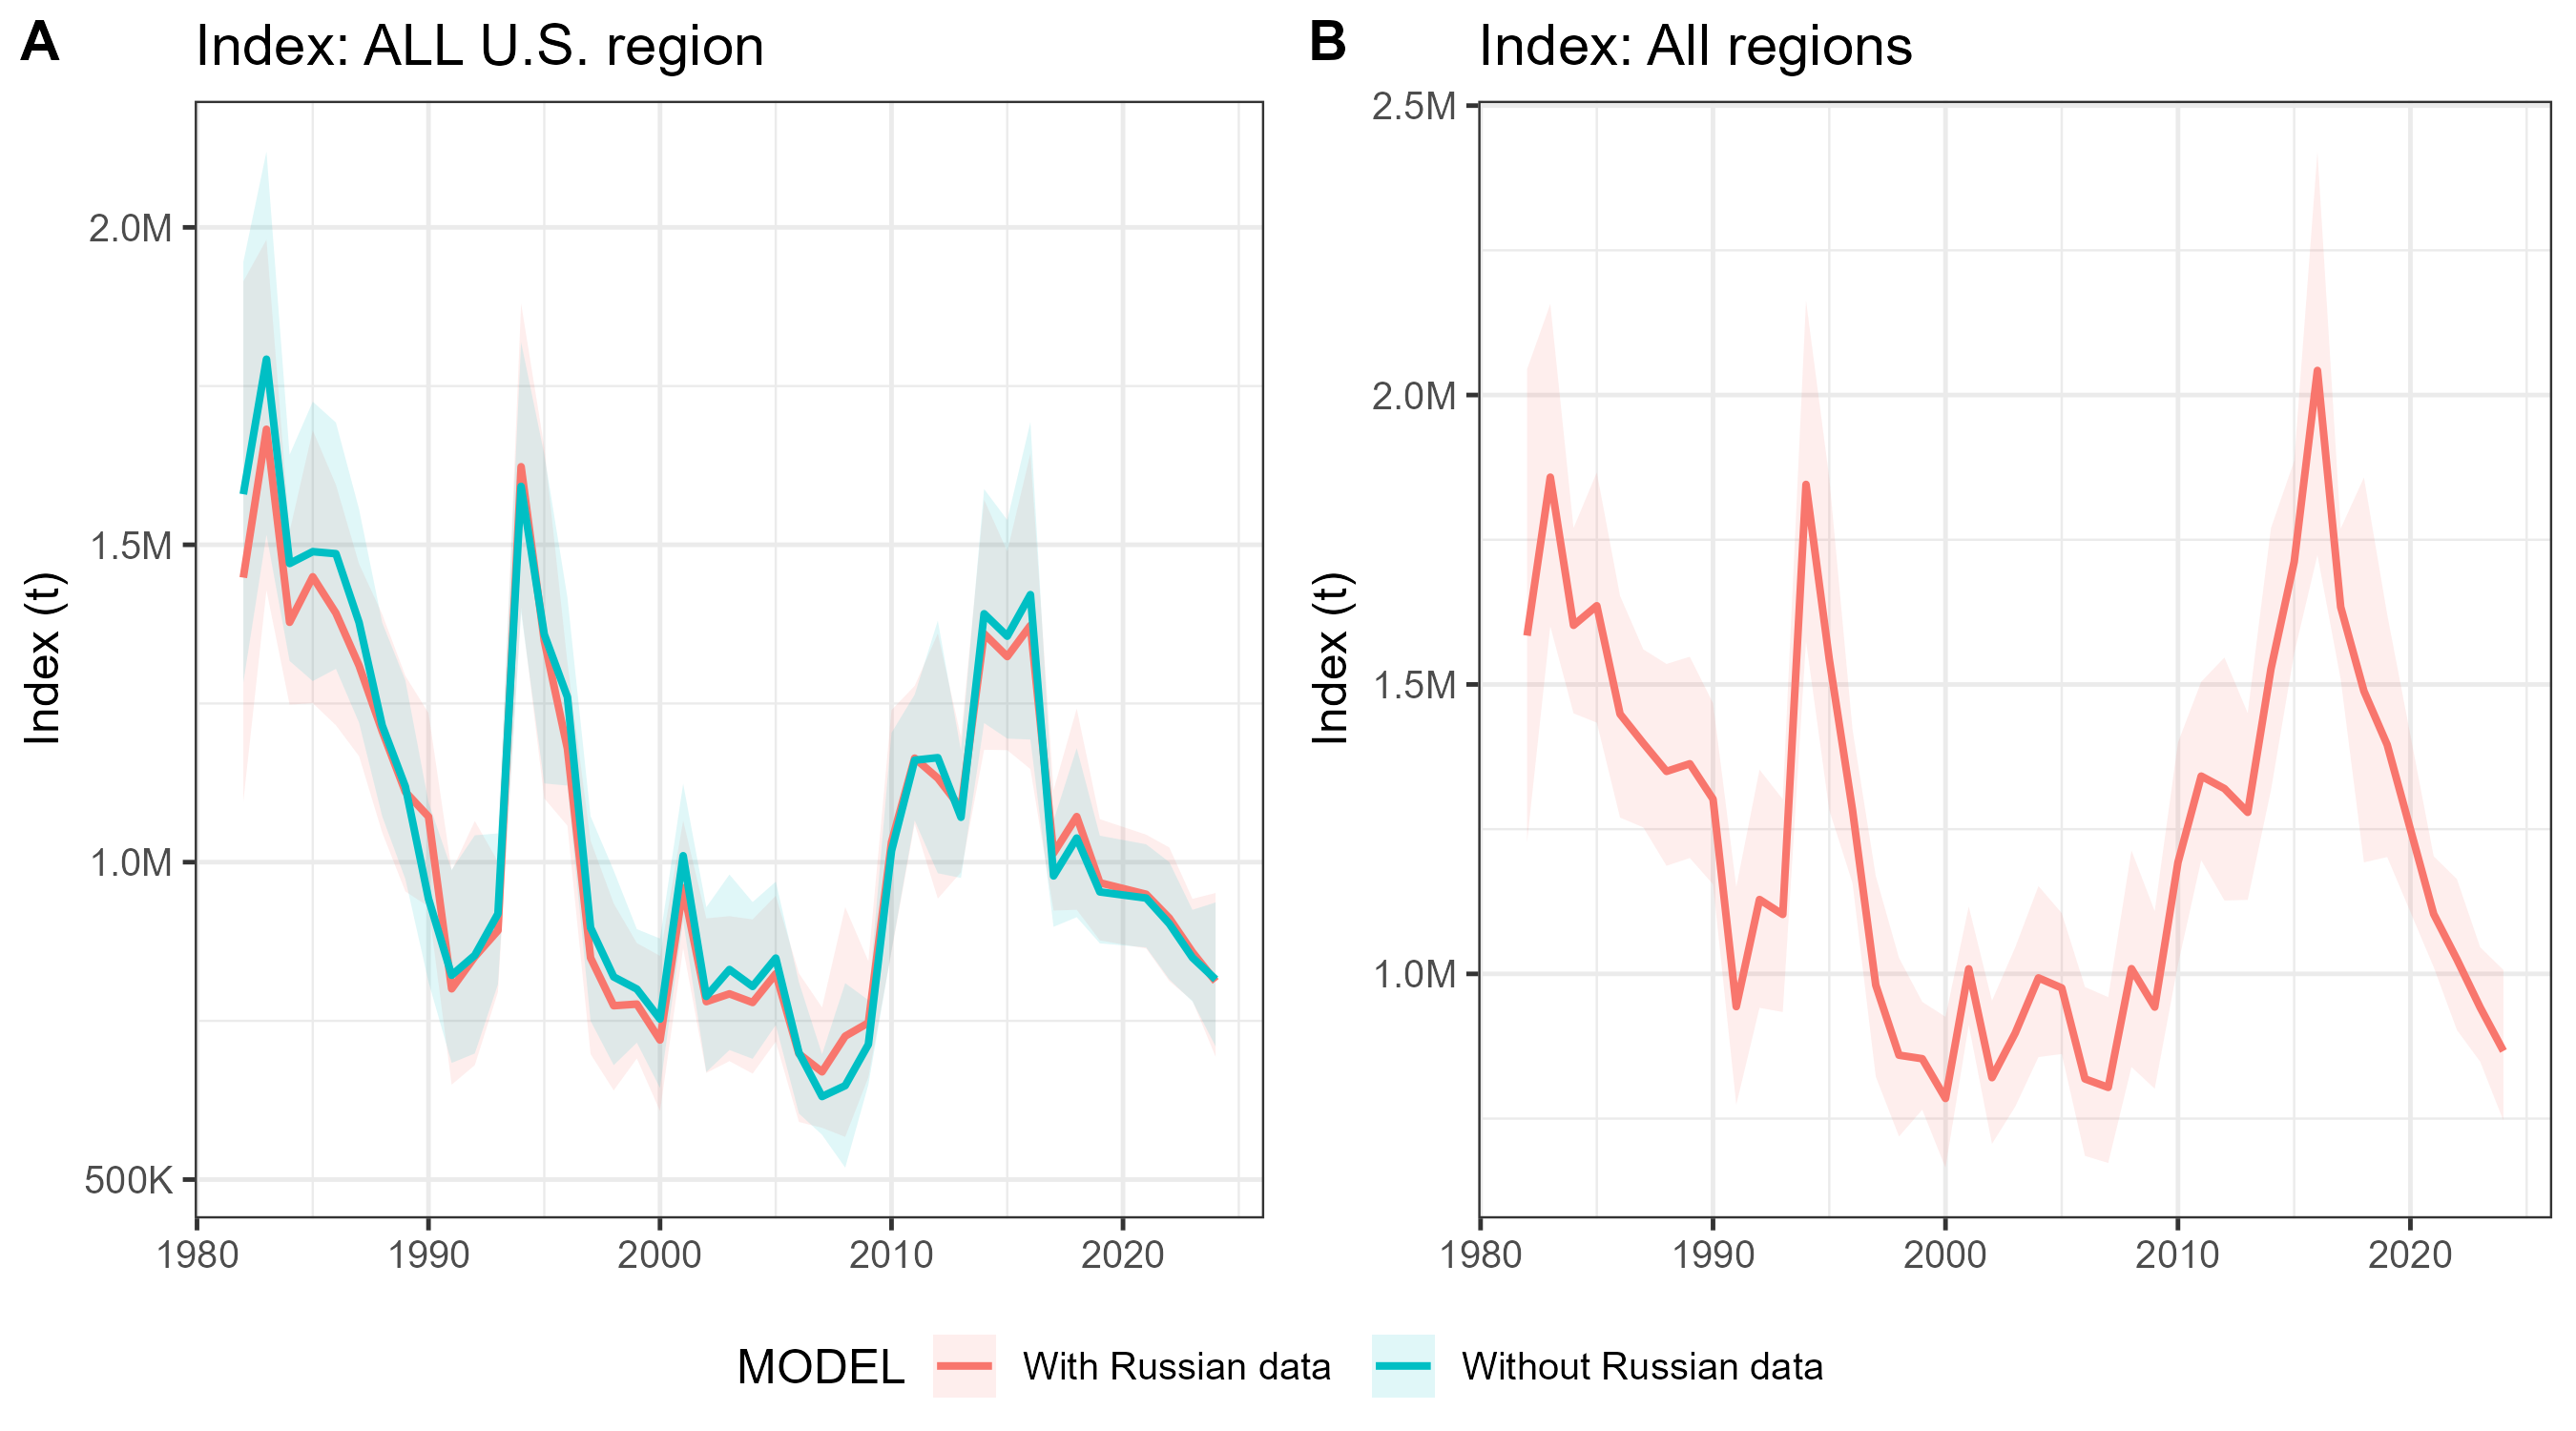 A Index: ALL U.S. region
Index (t)
2.0M
1.5M
1.0M
500K
1980 1990 2000 2010 2020
B Index: All regions
Index (t)
2.5M
2.0M
1.5M
1.0M
1980 1990 2000 2010 2020
MODEL With Russian data Without Russian data